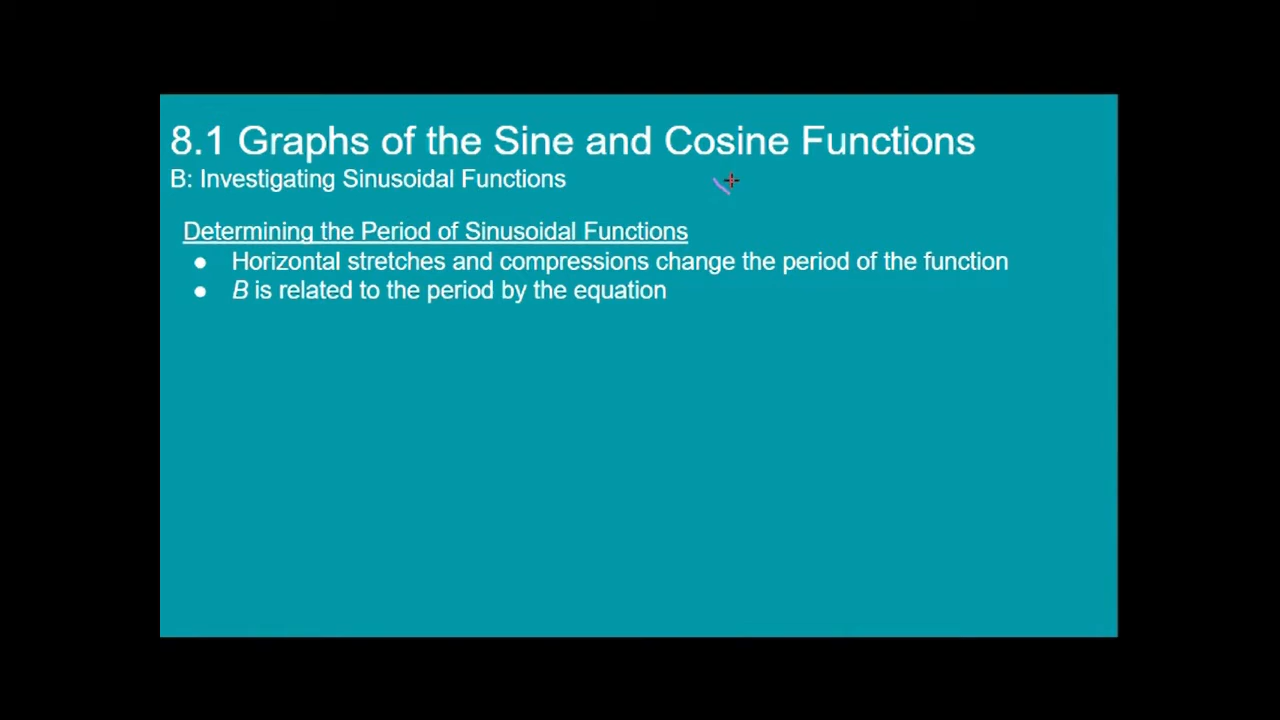 8.1 Graphs of the Sine and Cosine Functions
B: Investigating Sinusoidal Functions
Determining the Period of Sinusoidal Functions
● Horizontal stretches and compressions change the period of the function
● B is related to the period by the equation